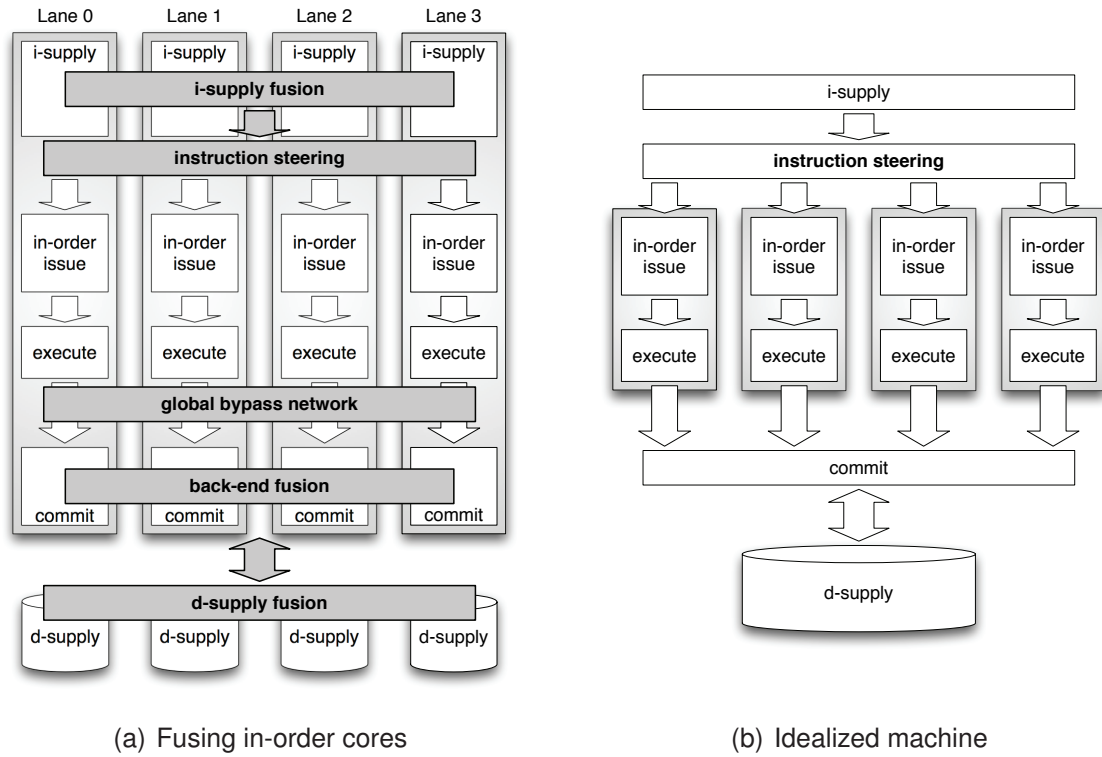 Lane 0 Lane 1 Lane 2 Lane 3
i-supply i-supply i-supply i-supply
i-supply fusion
instruction steering
in-order issue in-order issue in-order issue in-order issue
execute execute execute execute
global bypass network
back-end fusion
commit commit commit commit
d-supply fusion
d-supply d-supply d-supply d-supply
(a) Fusing in-order cores
i-supply
instruction steering
in-order issue in-order issue in-order issue in-order issue
execute execute execute execute
commit
d-supply
(b) Idealized machine